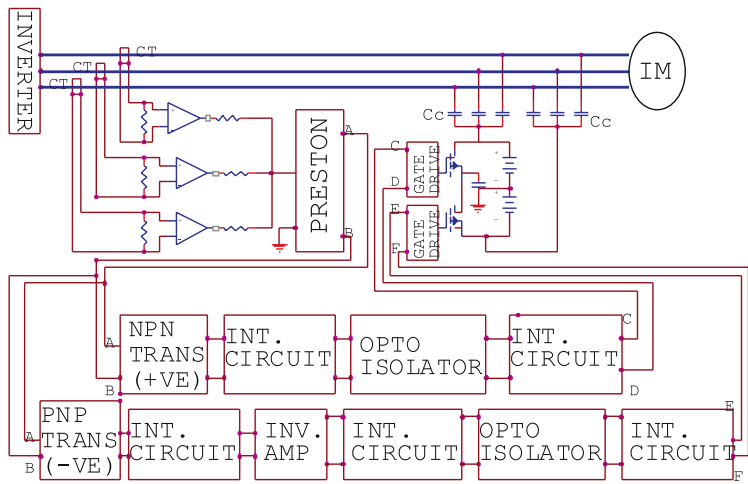 INVERTER
CT
CT
CT
IM
Cc
Cc
PRESTON
A
B
C
D
GATE
DRIVE
E
F
GATE
DRIVE
+
−
+
−
A
B
NPN
TRANS
(+VE)
INT.
CIRCUIT
OPTO
ISOLATOR
INT.
CIRCUIT
C
D
A
B
PNP
TRANS
(-VE)
INT.
CIRCUIT
INV.
AMP
INT.
CIRCUIT
OPTO
ISOLATOR
INT.
CIRCUIT
E
F